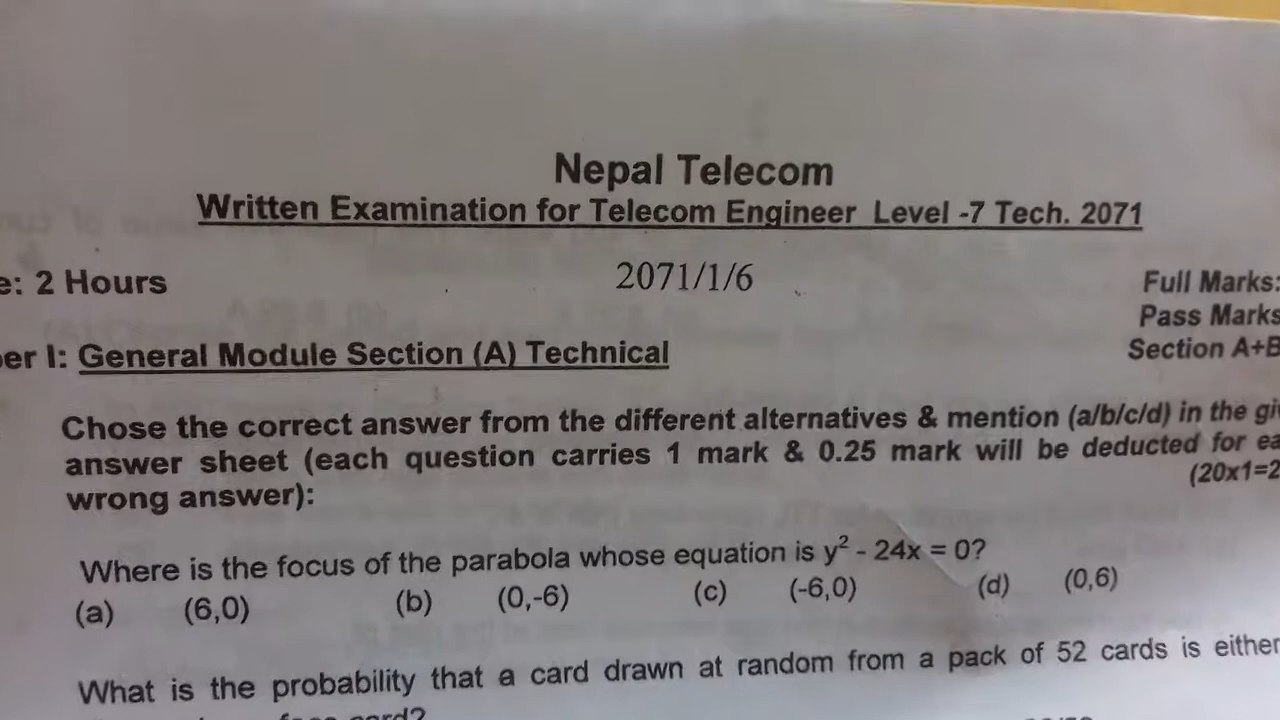 Nepal Telecom
Written Examination for Telecom Engineer Level -7 Tech. 2071
e: 2 Hours
2071/1/6
Full Marks:
Pass Marks
Section A+B
er I: General Module Section (A) Technical
Chose the correct answer from the different alternatives & mention (a/b/c/d) in the gi
answer sheet (each question carries 1 mark & 0.25 mark will be deducted for ea
wrong answer):
(20x1=2
Where is the focus of the parabola whose equation is y² - 24x = 0?
(a) (6,0) (b) (0,-6) (c) (-6,0) (d) (0,6)
What is the probability that a card drawn at random from a pack of 52 cards is either
card?